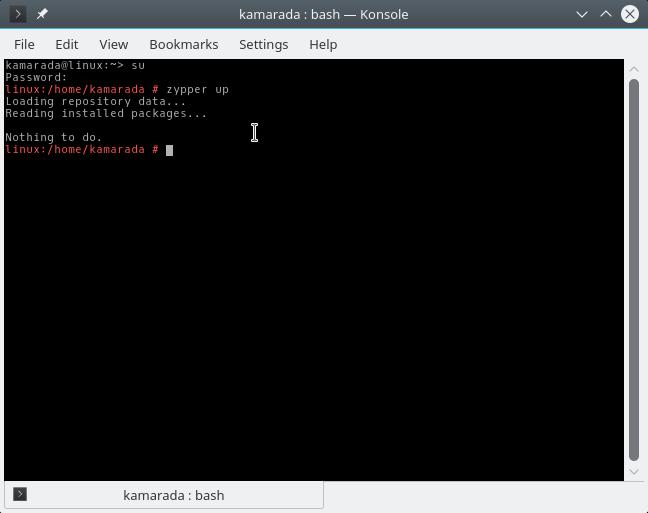 kamarada : bash — Konsole
File Edit View Bookmarks Settings Help
kamarada@linux:~> su
Password:
linux:/home/kamarada # zypper up
Loading repository data...
Reading installed packages...
Nothing to do.
linux:/home/kamarada #
kamarada : bash